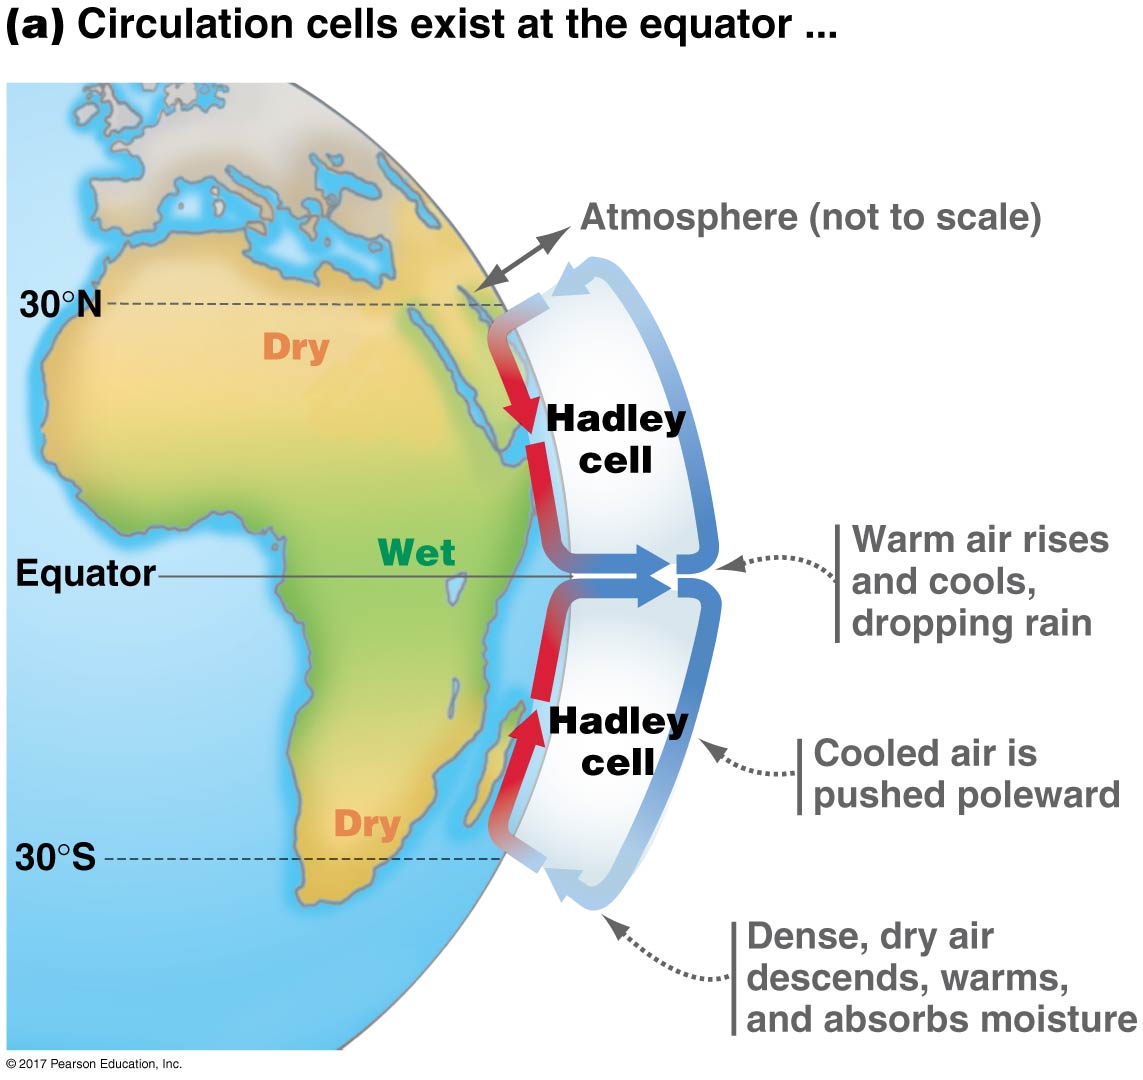 (a) Circulation cells exist at the equator ...
Atmosphere (not to scale)
30°N
Dry
Hadley
cell
Wet
Equator
Warm air rises
and cools,
dropping rain
Hadley
cell
Cooled air is
pushed poleward
Dry
30°S
Dense, dry air
descends, warms,
and absorbs moisture
© 2017 Pearson Education, Inc.